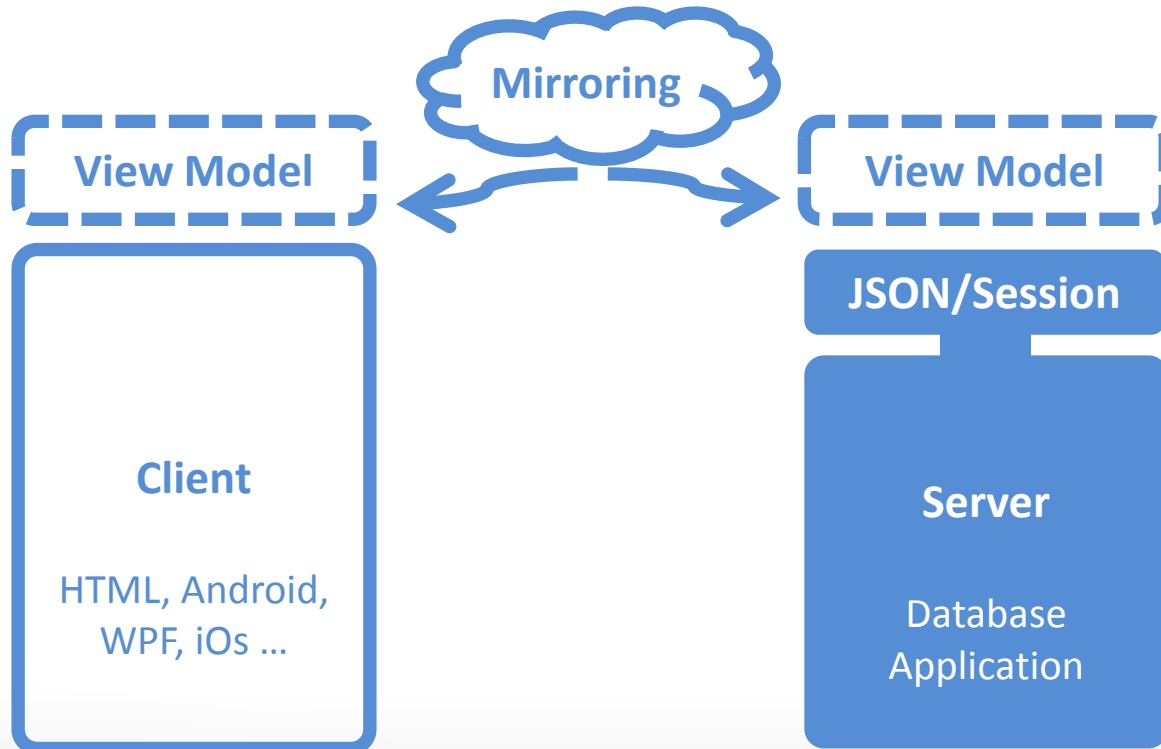 Mirroring
View Model
View Model
JSON/Session
Client
HTML, Android,
WPF, iOs ...
Server
Database
Application